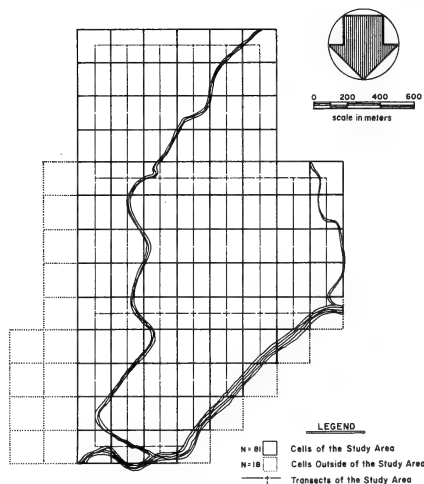 0 200 400 600
scale in meters
LEGEND
N=81 Cells of the Study Area
N=18 Cells Outside of the Study Area
Transects of the Study Area